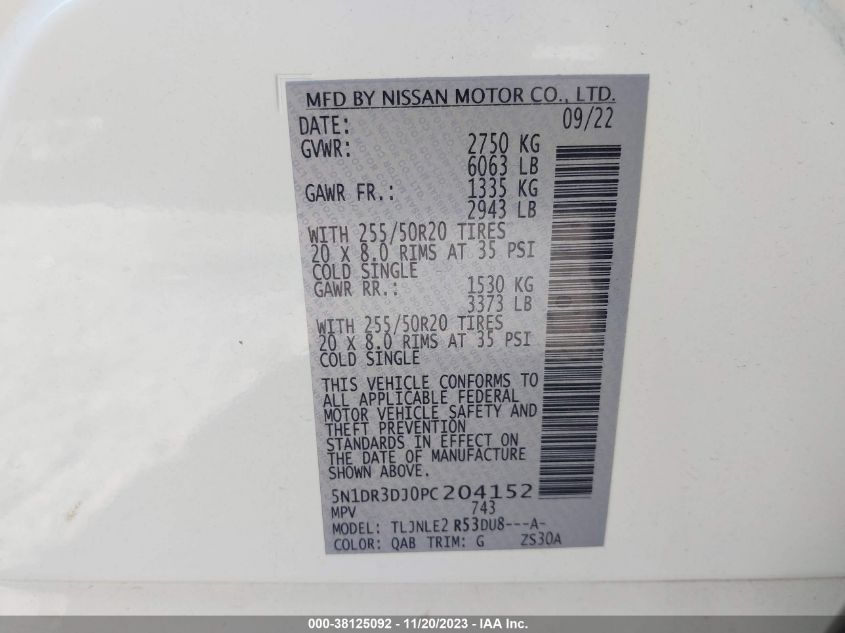 MFD BY NISSAN MOTOR CO., LTD.
DATE: 09/22
GVWR: 2750 KG
6063 LB
GAWR FR.: 1335 KG
2943 LB
WITH 255/50R20 TIRES
20 X 8.0 RIMS AT 35 PSI
COLD SINGLE
GAWR RR.: 1530 KG
3373 LB
WITH 255/50R20 TIRES
20 X 8.0 RIMS AT 35 PSI
COLD SINGLE
THIS VEHICLE CONFORMS TO
ALL APPLICABLE FEDERAL
MOTOR VEHICLE SAFETY AND
THEFT PREVENTION
STANDARDS IN EFFECT ON
THE DATE OF MANUFACTURE
SHOWN ABOVE.
5N1DR3DJ0PC204152
MPV 743
MODEL: TLJNLE2 R53DU8---A-
COLOR: QAB TRIM: G ZS30A
000-38125092 - 11/20/2023 - IAA Inc.